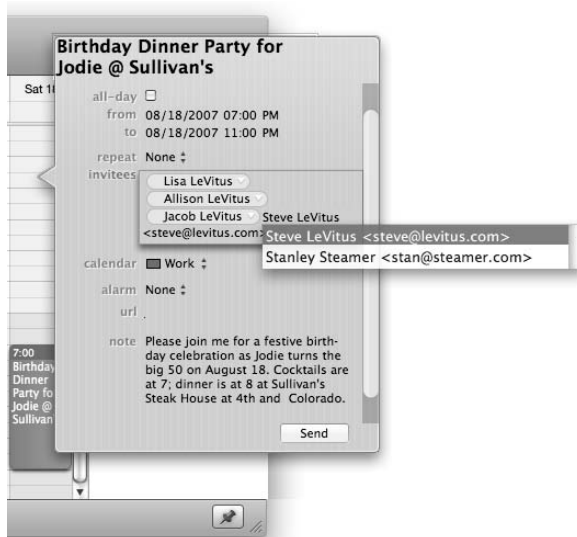 Birthday Dinner Party for
Jodie @ Sullivan's
Sat 18
all-day
from 08/18/2007 07:00 PM
to 08/18/2007 11:00 PM
repeat None
invitees
Lisa LeVitus
Allison LeVitus
Jacob LeVitus Steve LeVitus
<steve@levitus.com>
Steve LeVitus <steve@levitus.com>
Stanley Steamer <stan@steamer.com>
calendar Work
alarm None
url .
note Please join me for a festive birth-
day celebration as Jodie turns the
big 50 on August 18. Cocktails are
at 7; dinner is at 8 at Sullivan's
Steak House at 4th and Colorado.
Send
7:00
Birthday
Dinner
Party fo
Jodie @
Sullivan